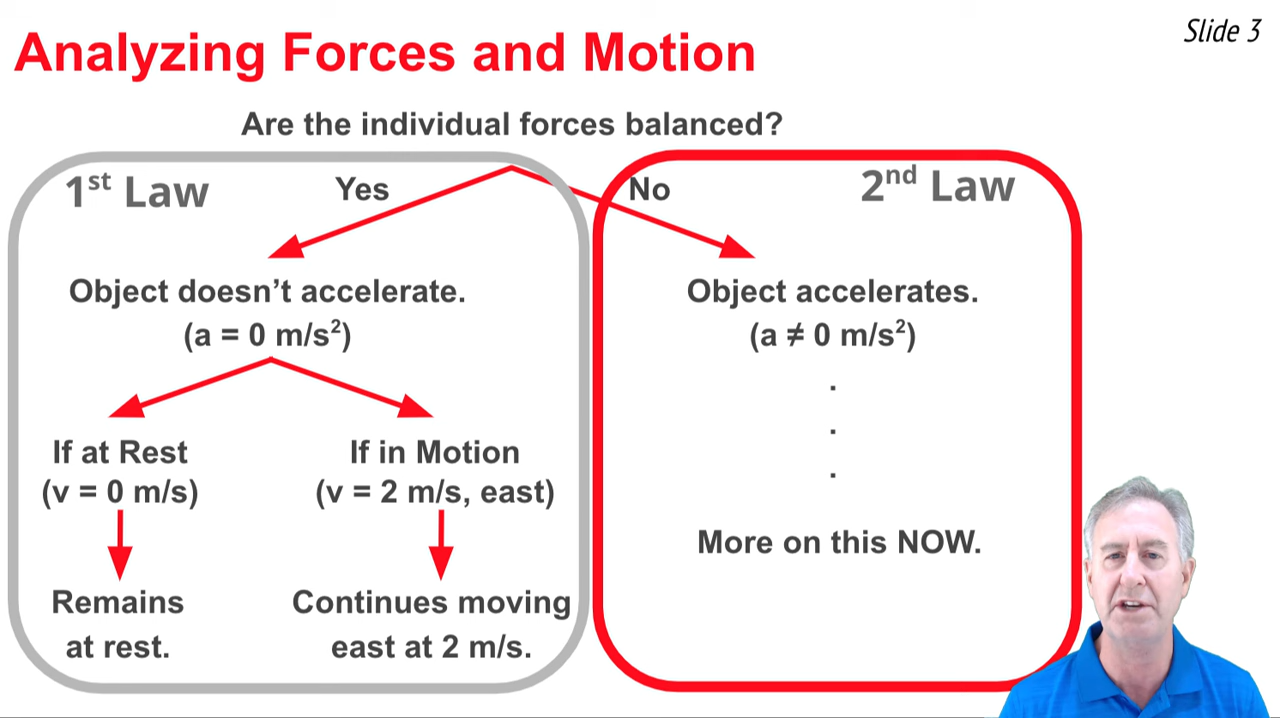 Slide 3
Analyzing Forces and Motion
Are the individual forces balanced?
1st Law
Yes
No
2nd Law
Object doesn’t accelerate.
(a = 0 m/s²)
Object accelerates.
(a ≠ 0 m/s²)
.
.
.
If at Rest
(v = 0 m/s)
If in Motion
(v = 2 m/s, east)
More on this NOW.
Remains
at rest.
Continues moving
east at 2 m/s.